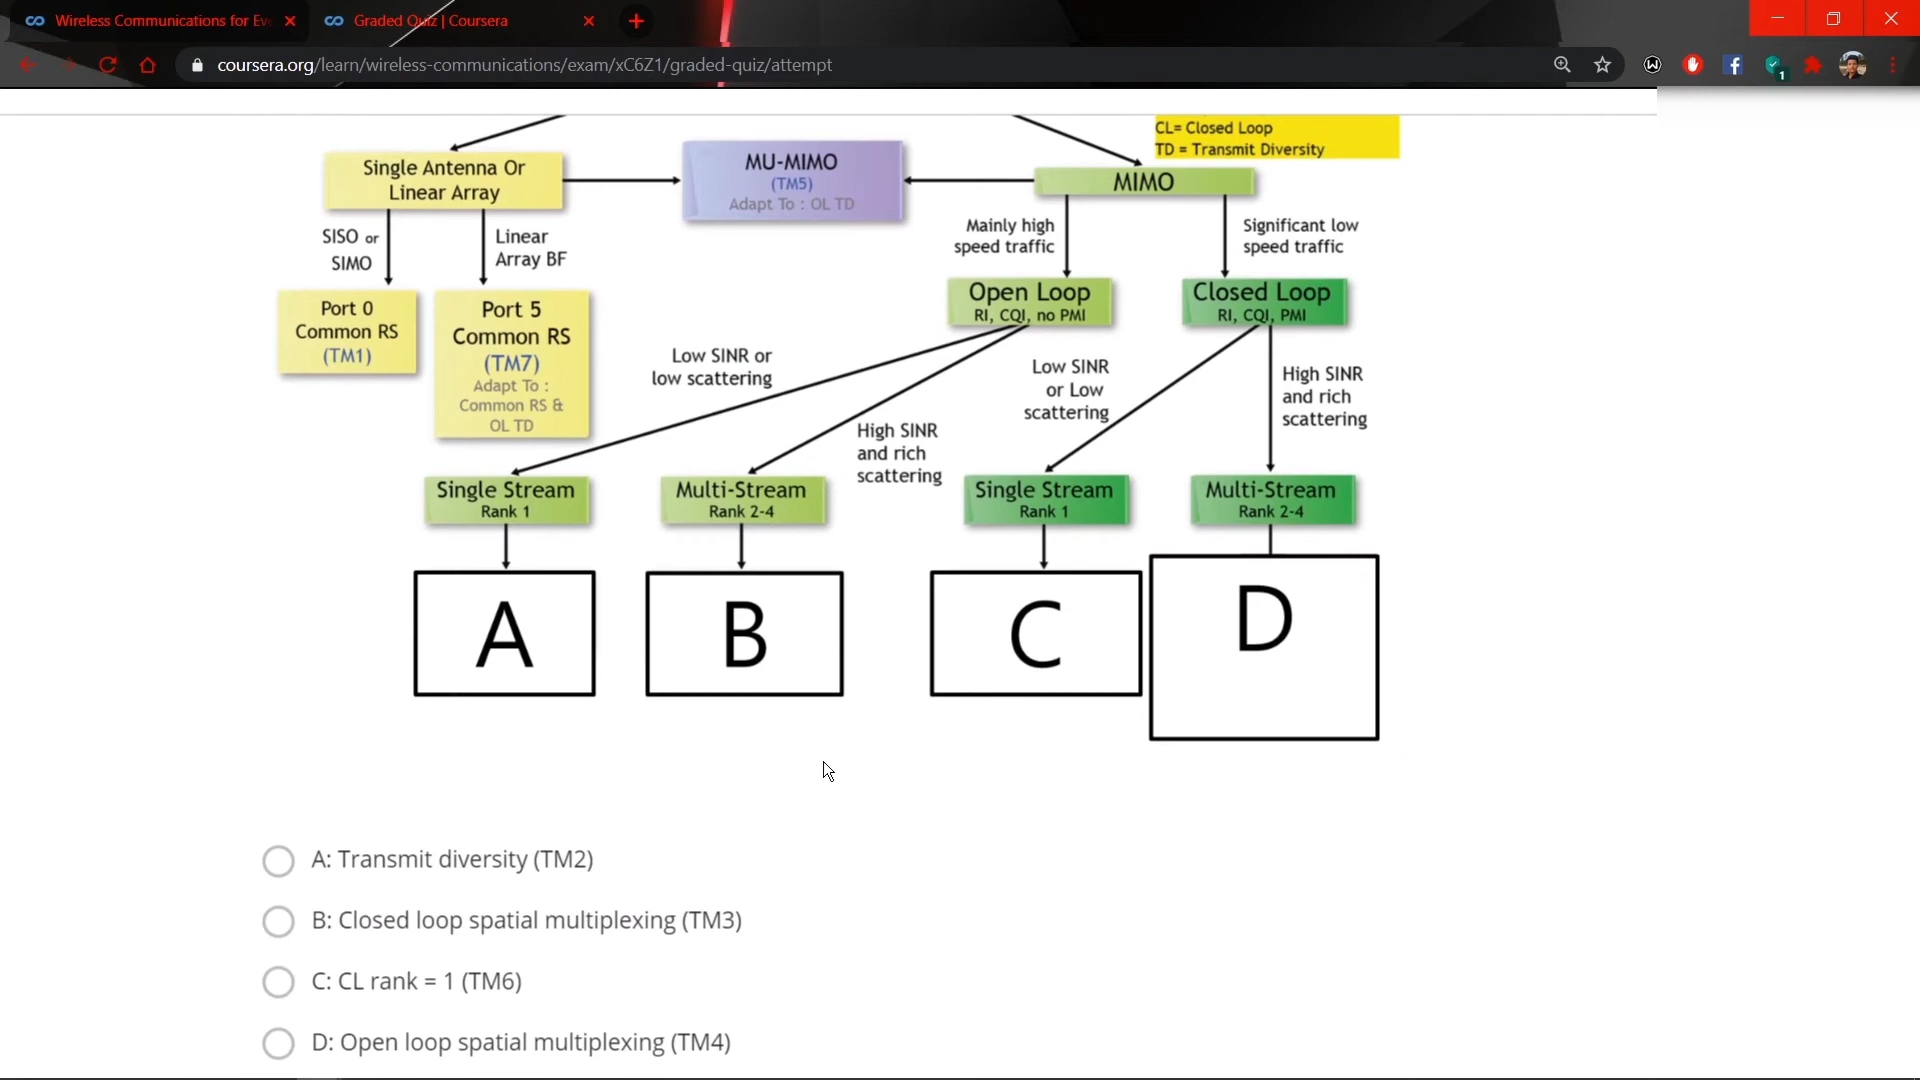 Wireless Communications for Ev
Graded Quiz | Coursera
coursera.org/learn/wireless-communications/exam/xC6Z1/graded-quiz/attempt
1
CL= Closed Loop
TD = Transmit Diversity
Single Antenna Or
Linear Array
MU-MIMO
(TM5)
Adapt To : OL TD
MIMO
SISO or
SIMO
Linear
Array BF
Mainly high
speed traffic
Significant low
speed traffic
Port 0
Common RS
(TM1)
Port 5
Common RS
(TM7)
Adapt To :
Common RS &
OL TD
Open Loop
RI, CQI, no PMI
Closed Loop
RI, CQI, PMI
Low SINR or
low scattering
High SINR
and rich
scattering
Low SINR
or Low
scattering
High SINR
and rich
scattering
Single Stream
Rank 1
Multi-Stream
Rank 2-4
Single Stream
Rank 1
Multi-Stream
Rank 2-4
A
B
C
D
A: Transmit diversity (TM2)
B: Closed loop spatial multiplexing (TM3)
C: CL rank = 1 (TM6)
D: Open loop spatial multiplexing (TM4)